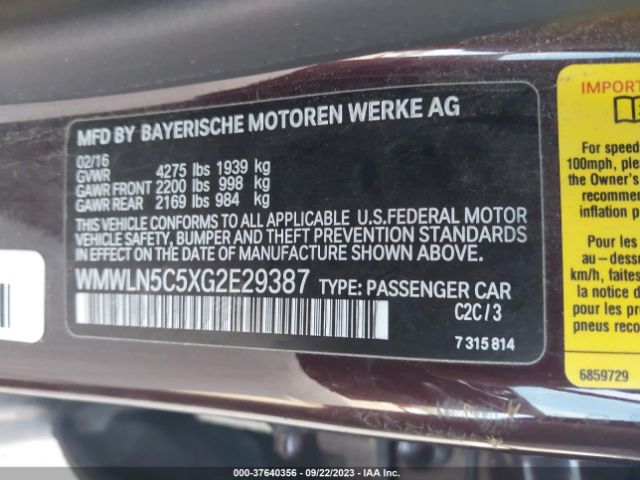 MFD BY BAYERISCHE MOTOREN WERKE AG
02/16
GVWR 4275 lbs 1939 kg
GAWR FRONT 2200 lbs 998 kg
GAWR REAR 2169 lbs 984 kg
THIS VEHICLE CONFORMS TO ALL APPLICABLE U.S.FEDERAL MOTOR
VEHICLE SAFETY, BUMPER AND THEFT PREVENTION STANDARDS
IN EFFECT ON THE DATE OF MANUFACTURE SHOWN ABOVE.
WMWLN5C5XG2E29387 TYPE: PASSENGER CAR
C2C / 3
7 315 814
IMPORT
For speed
100mph, ple
the Owner's
recommen
inflation p
Pour les
au–dessu
km/h, faites
la notice d
pour les p
pneus recor
6859729
000-37640356 - 09/22/2023 - IAA Inc.